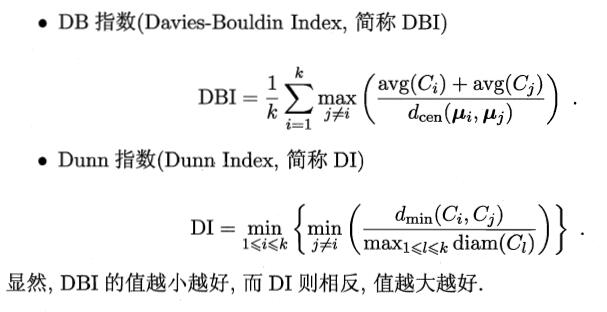 • DB 指数(Davies-Bouldin Index, 简称 DBI)
DBI = \frac{1}{k} \sum_{i=1}^{k} \max_{j \neq i} \left( \frac{\mathrm{avg}(C_i) + \mathrm{avg}(C_j)}{d_{\mathrm{cen}}(\boldsymbol{\mu}_i, \boldsymbol{\mu}_j)} \right) .
• Dunn 指数(Dunn Index, 简称 DI)
DI = \min_{1 \leqslant i \leqslant k} \left\{ \min_{j \neq i} \left( \frac{d_{\min}(C_i, C_j)}{\max_{1 \leqslant l \leqslant k} \mathrm{diam}(C_l)} \right) \right\} .
显然, DBI 的值越小越好, 而 DI 则相反, 值越大越好.